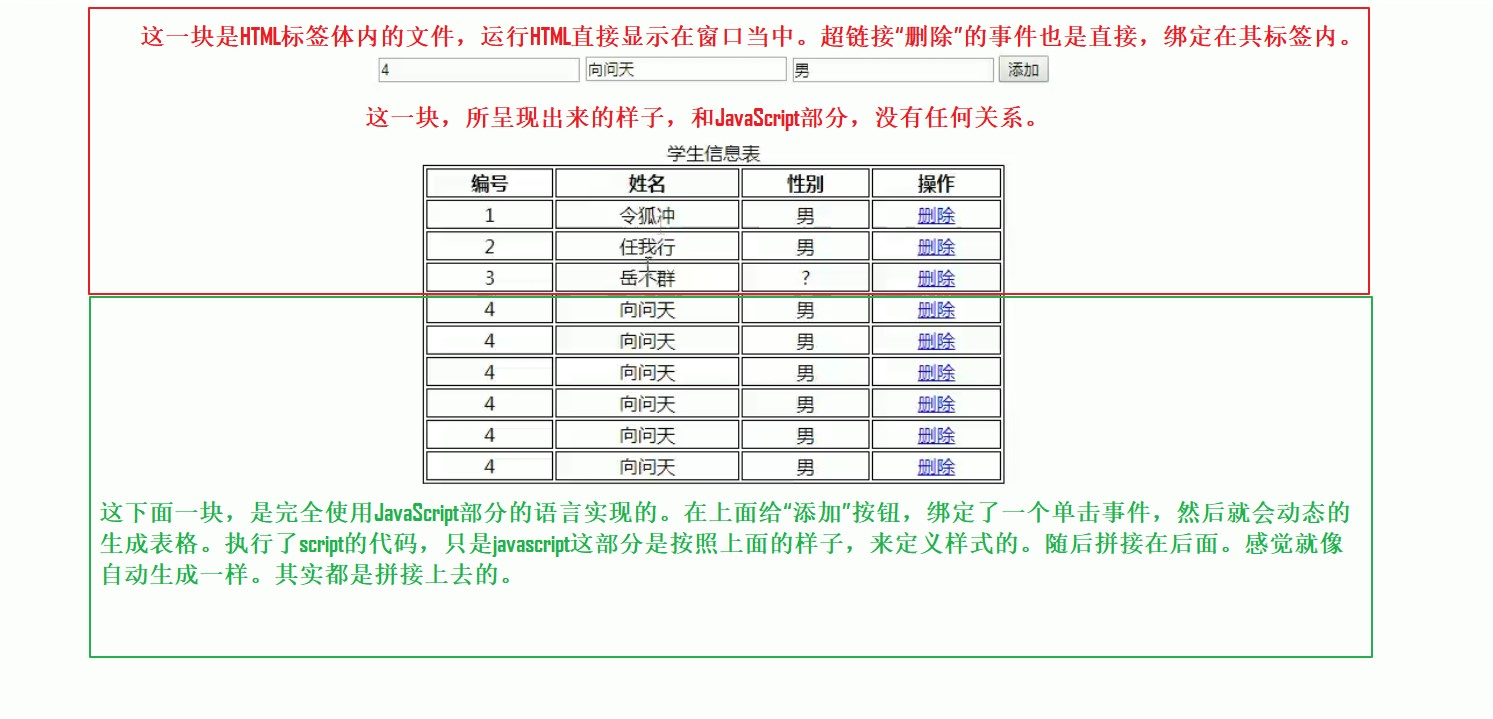 这一块是HTML标签体内的文件，运行HTML直接显示在窗口当中。超链接“删除”的事件也是直接，绑定在其标签内。
4 向问天 男 添加
这一块，所呈现出来的样子，和JavaScript部分，没有任何关系。
学生信息表
编号 姓名 性别 操作
1 令狐冲 男 删除
2 任我行 男 删除
3 岳不群 ? 删除
4 向问天 男 删除
4 向问天 男 删除
4 向问天 男 删除
4 向问天 男 删除
4 向问天 男 删除
4 向问天 男 删除
这下面一块，是完全使用JavaScript部分的语言实现的。在上面给“添加”按钮，绑定了一个单击事件，然后就会动态的
生成表格。执行了script的代码，只是javascript这部分是按照上面的样子，来定义样式的。随后拼接在后面。感觉就像
自动生成一样。其实都是拼接上去的。